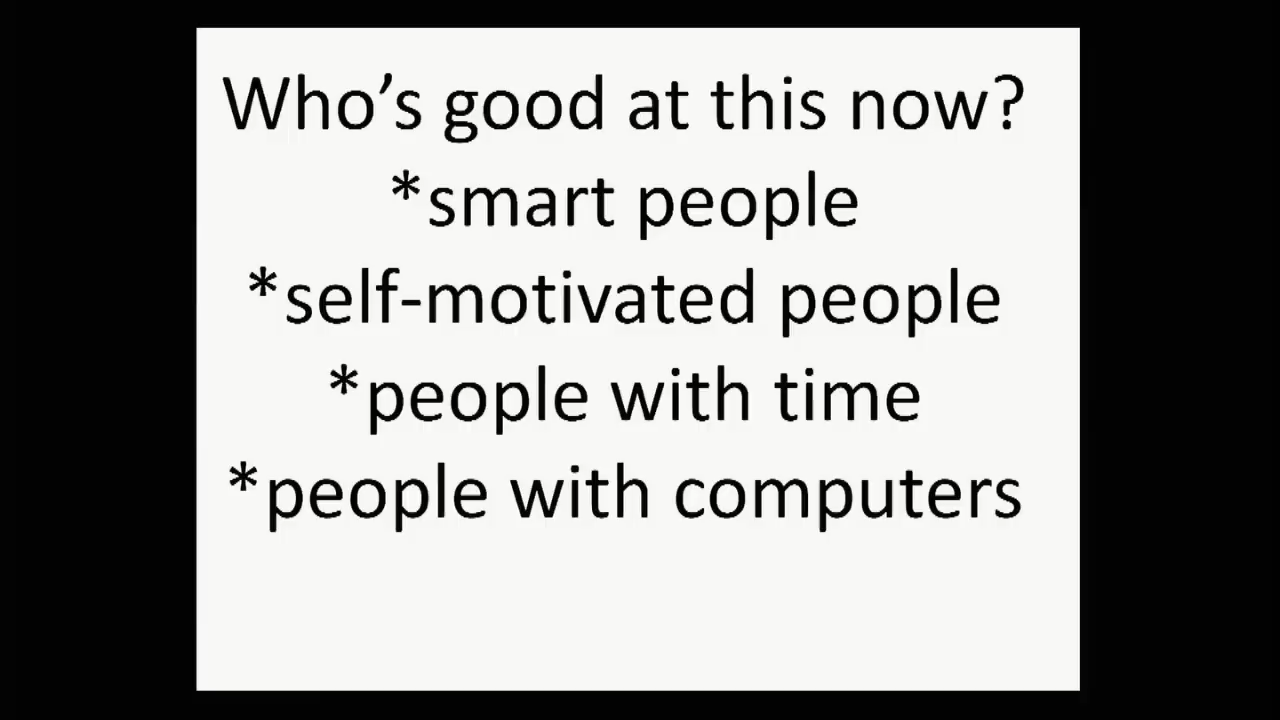 Who’s good at this now?
*smart people
*self-motivated people
*people with time
*people with computers